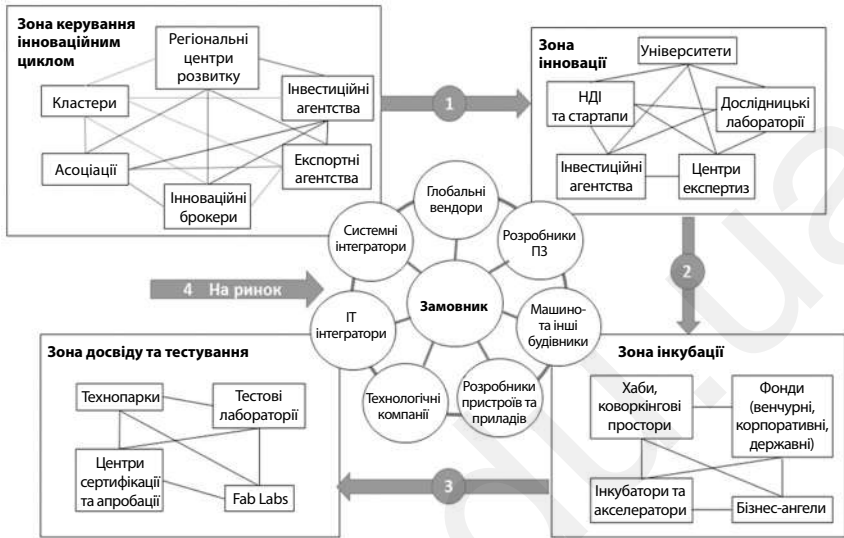 Зона керування
інноваційним
циклом
Регіональні
центри
розвитку
Кластери
Інвестиційні
агентства
Асоціації
Експортні
агентства
Інноваційні
брокери
1
Зона
інновації
Університети
НДІ
та стартапи
Дослідницькі
лабораторії
Інвестиційні
агентства
Центри
експертиз
2
Глобальні
вендори
Системні
інтегратори
Розробники
ПЗ
4 На ринок
Замовник
ІТ
інтегратори
Машино-
та інші
будівники
Технологічні
компанії
Розробники
пристроїв та
приладів
Зона досвіду та тестування
Технопарки
Тестові
лабораторії
Центри
сертифікації
та апробації
Fab Labs
3
Зона інкубації
Хаби,
коворкінгові
простори
Фонди
(венчурні,
корпоративні,
державні)
Інкубатори та
акселератори
Бізнес-ангели